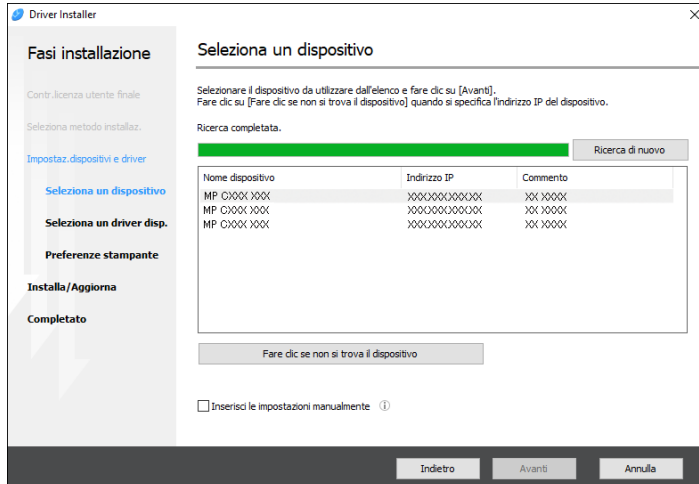 Driver Installer
Fasi installazione
Contr.licenza utente finale
Seleziona metodo installaz.
Impostaz.dispositivi e driver
Seleziona un dispositivo
Seleziona un driver disp.
Preferenze stampante
Installa/Aggiorna
Completato
Seleziona un dispositivo
Selezionare il dispositivo da utilizzare dall'elenco e fare clic su [Avanti].
Fare clic su [Fare clic se non si trova il dispositivo] quando si specifica l'indirizzo IP del dispositivo.
Ricerca completata.
Ricerca di nuovo
Nome dispositivo Indirizzo IP Commento
MP CXXX XXX XXX.XXX.XXX.XX XX XXXX
MP CXXX XXX XXX.XXX.XXX.XX XX XXXX
MP CXXX XXX XXX.XXX.XXX.XX XX XXXX
Fare clic se non si trova il dispositivo
Inserisci le impostazioni manualmente
Indietro Avanti Annulla